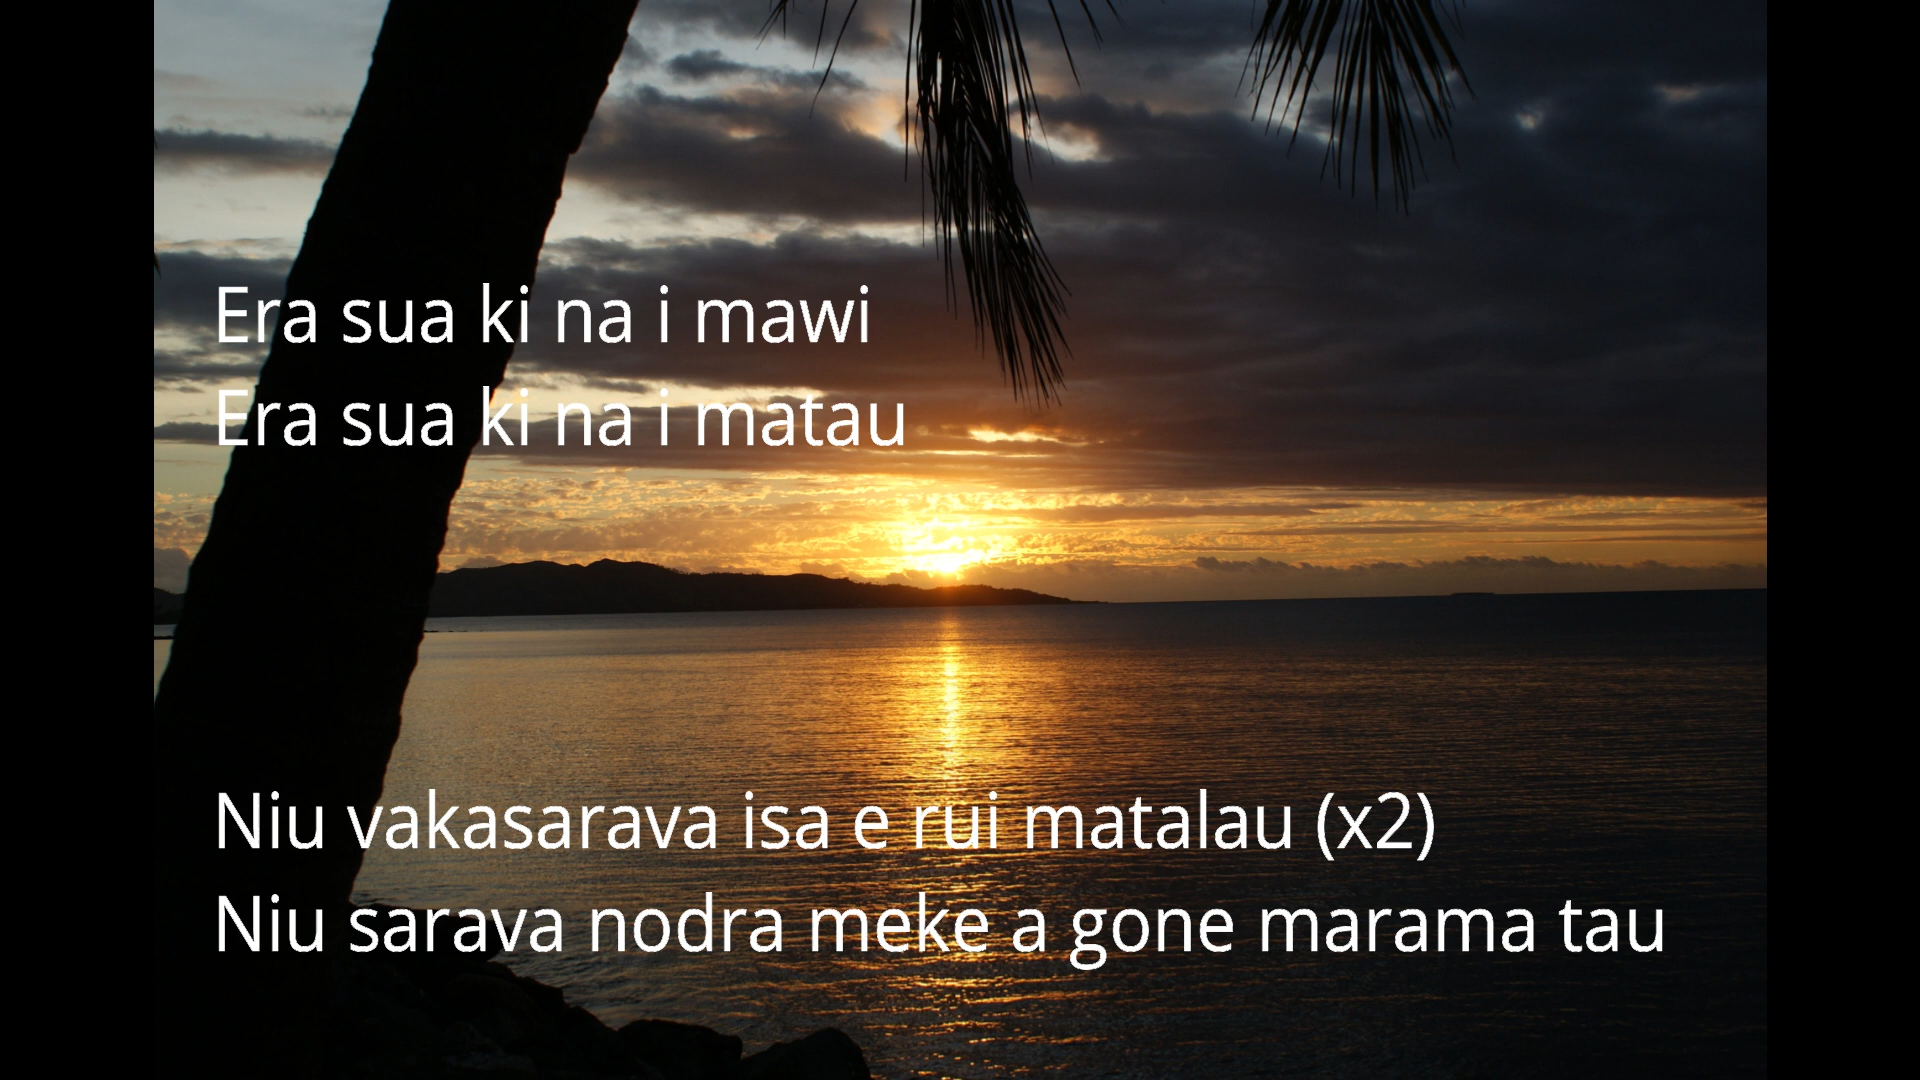 Era sua ki na i mawi
Era sua ki na i matau
Niu vakasarava isa e rui matalau (x2)
Niu sarava nodra meke a gone marama tau